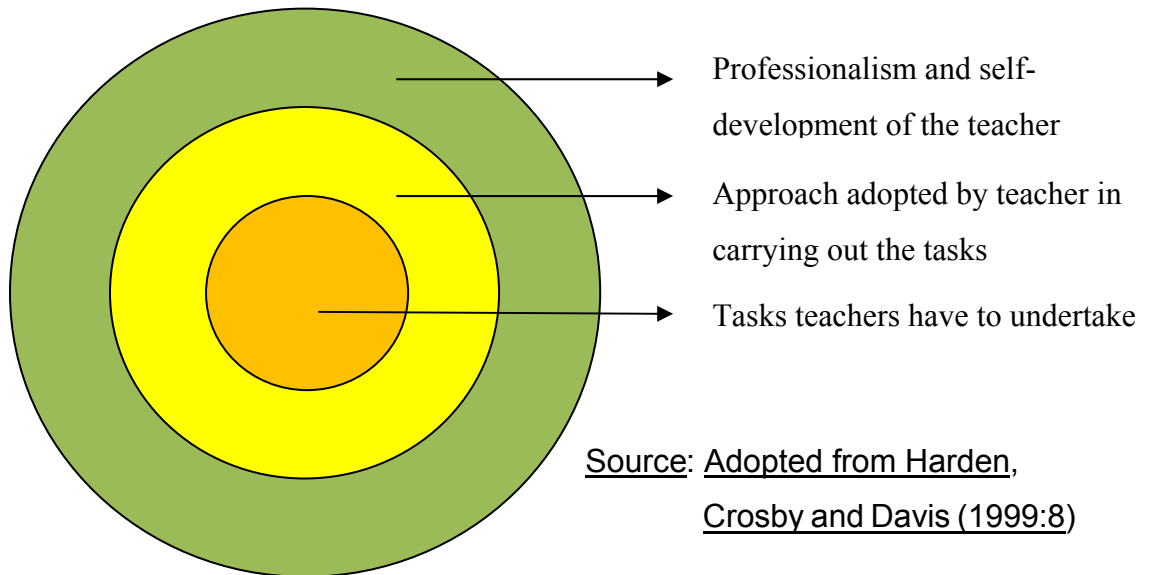 Professionalism and self-
development of the teacher
Approach adopted by teacher in
carrying out the tasks
Tasks teachers have to undertake
Source: Adopted from Harden,
Crosby and Davis (1999:8)